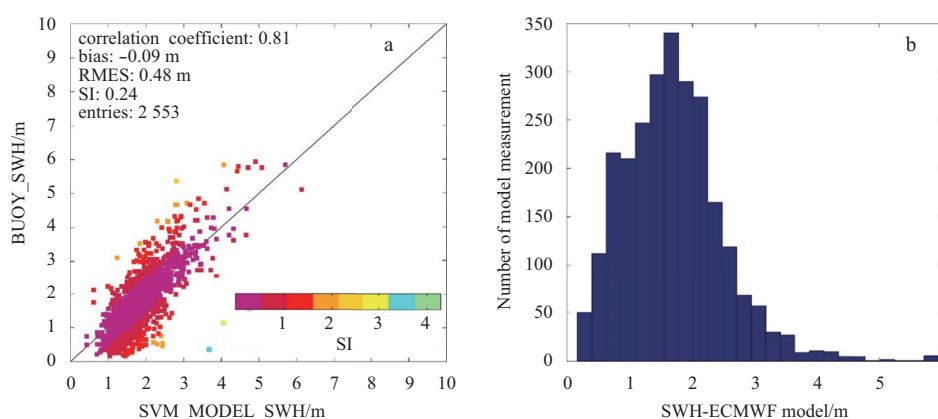 correlation coefficient: 0.81
bias: −0.09 m
RMES: 0.48 m
SI: 0.24
entries: 2 553
a
10
9
8
7
6
5
4
3
2
1
0
BUOY_SWH/m
1 2 3 4
SI
0 1 2 3 4 5 6 7 8 9 10
SVM_MODEL_SWH/m
b
350
300
250
200
150
100
50
0
Number of model measurement
0 1 2 3 4 5
SWH-ECMWF model/m